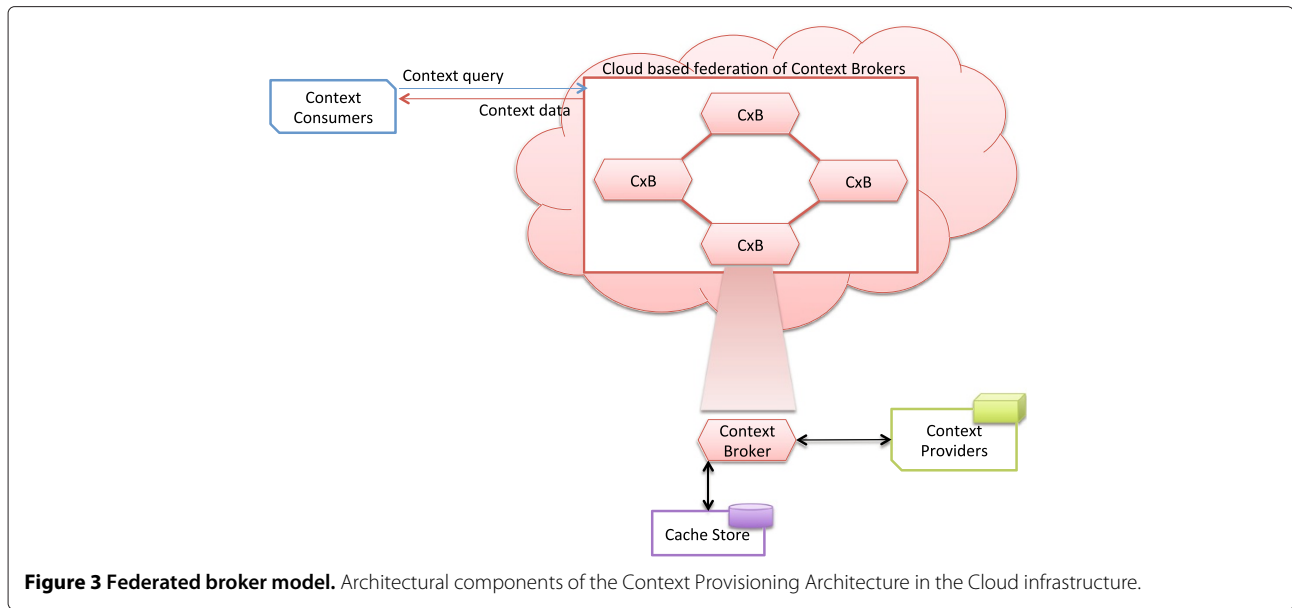 Cloud based federation of Context Brokers
Context query
Context
Consumers
Context data
CxB
CxB
CxB
CxB
Context
Broker
Context
Providers
Cache Store
Figure 3 Federated broker model. Architectural components of the Context Provisioning Architecture in the Cloud infrastructure.